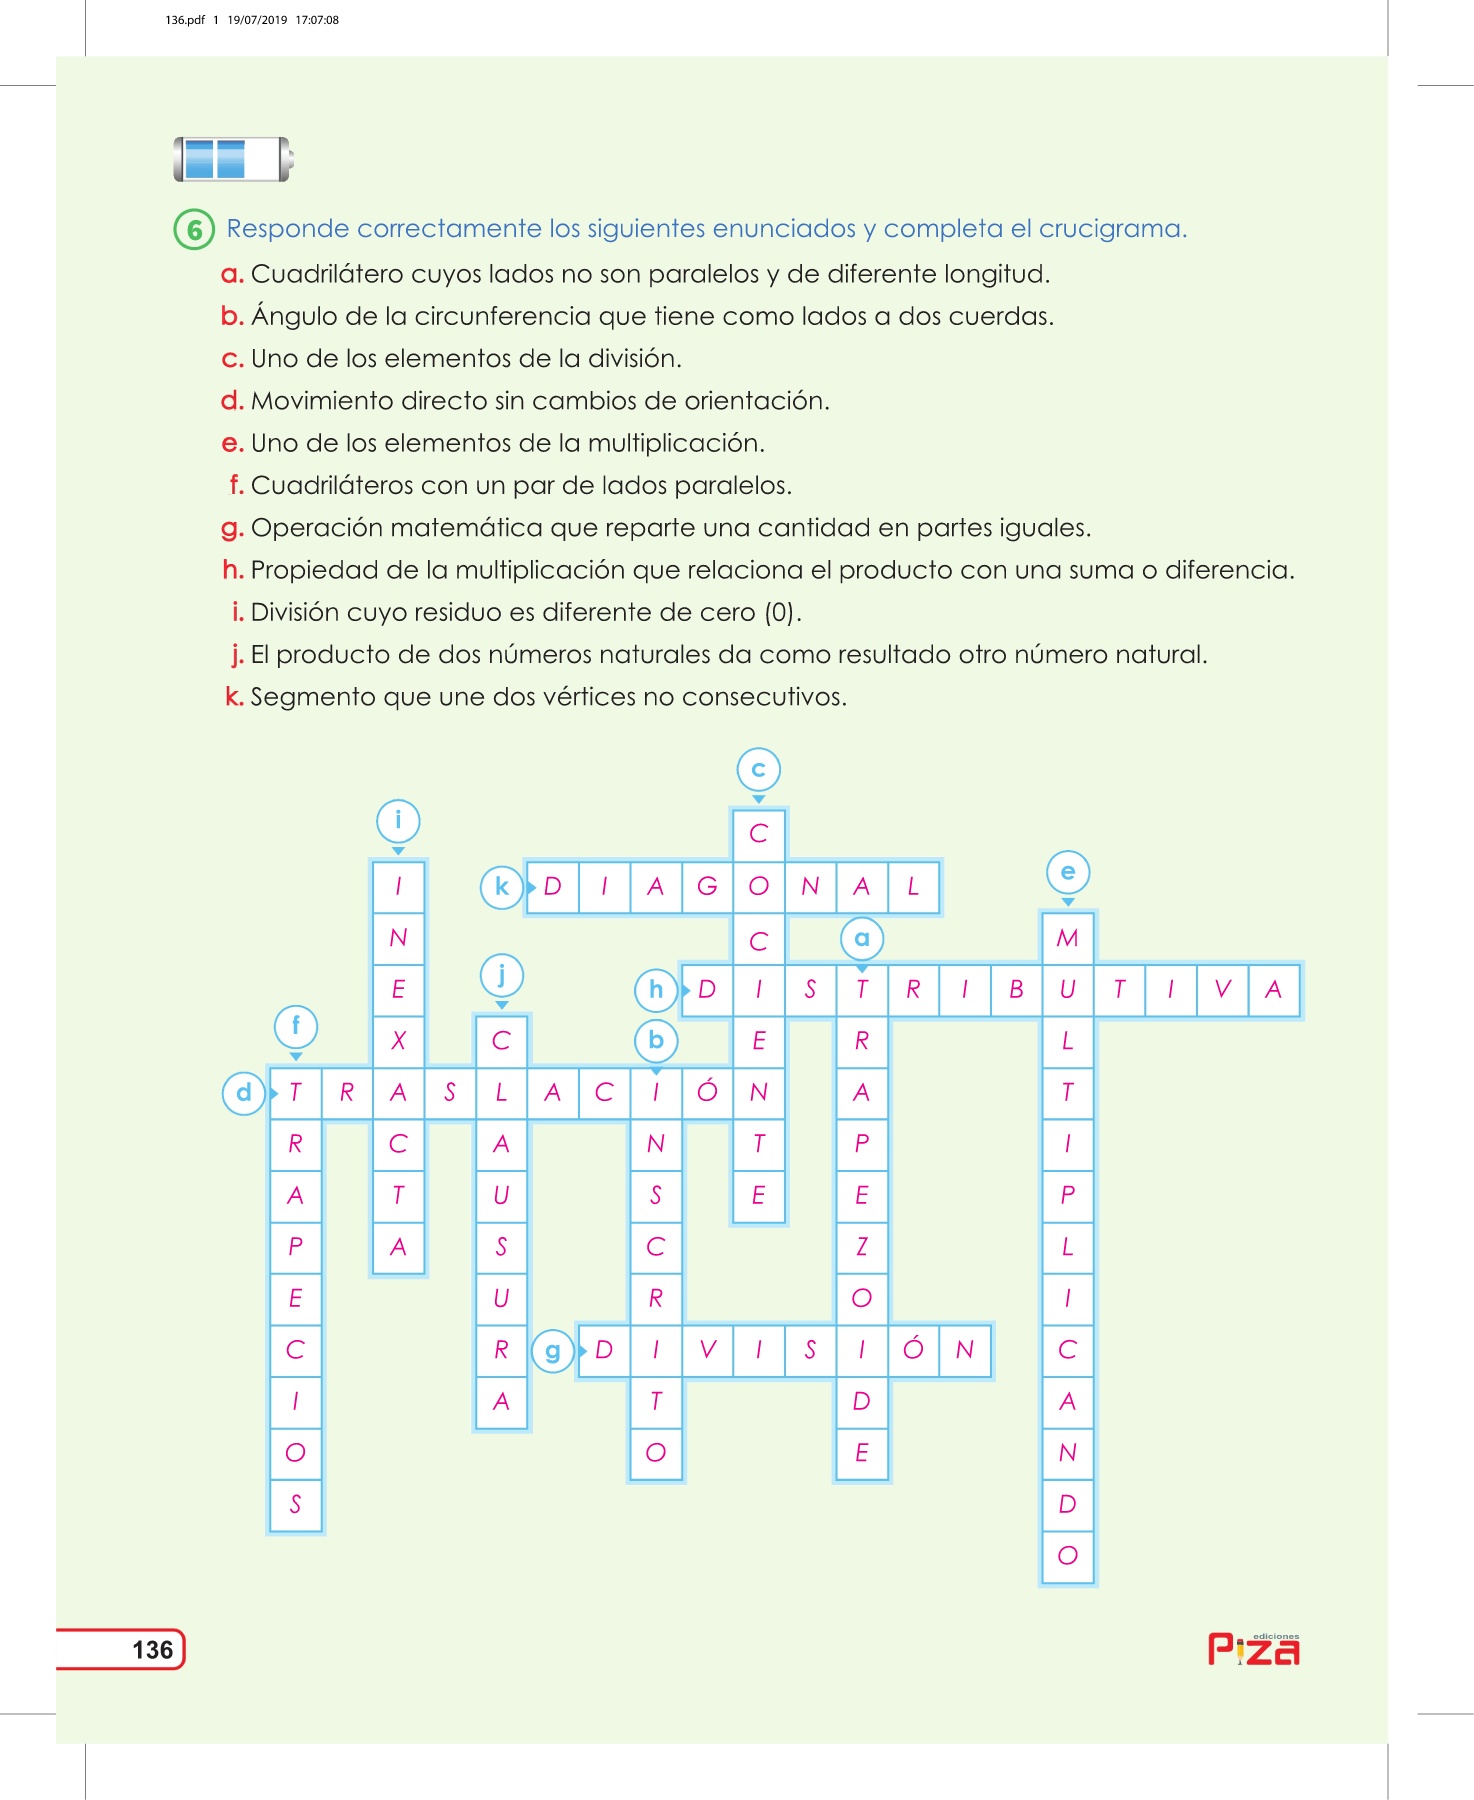 136.pdf 1 19/07/2019 17:07:08
6 Responde correctamente los siguientes enunciados y completa el crucigrama.
a. Cuadrilátero cuyos lados no son paralelos y de diferente longitud.
b. Ángulo de la circunferencia que tiene como lados a dos cuerdas.
c. Uno de los elementos de la división.
d. Movimiento directo sin cambios de orientación.
e. Uno de los elementos de la multiplicación.
f. Cuadriláteros con un par de lados paralelos.
g. Operación matemática que reparte una cantidad en partes iguales.
h. Propiedad de la multiplicación que relaciona el producto con una suma o diferencia.
i. División cuyo residuo es diferente de cero (0).
j. El producto de dos números naturales da como resultado otro número natural.
k. Segmento que une dos vértices no consecutivos.
c
i C
k I D I A G O N A L e
N C a M
j h E D I S T R I B U T I V A
f X C b E R L
d T R A S L A C I Ó N A T
R C A N T P I
A T U S E E P
P A S C Z L
E U R O I
C R g D I V I S I Ó N C
I A T D A
O O E N
S D
O
136
ediciones
Piza